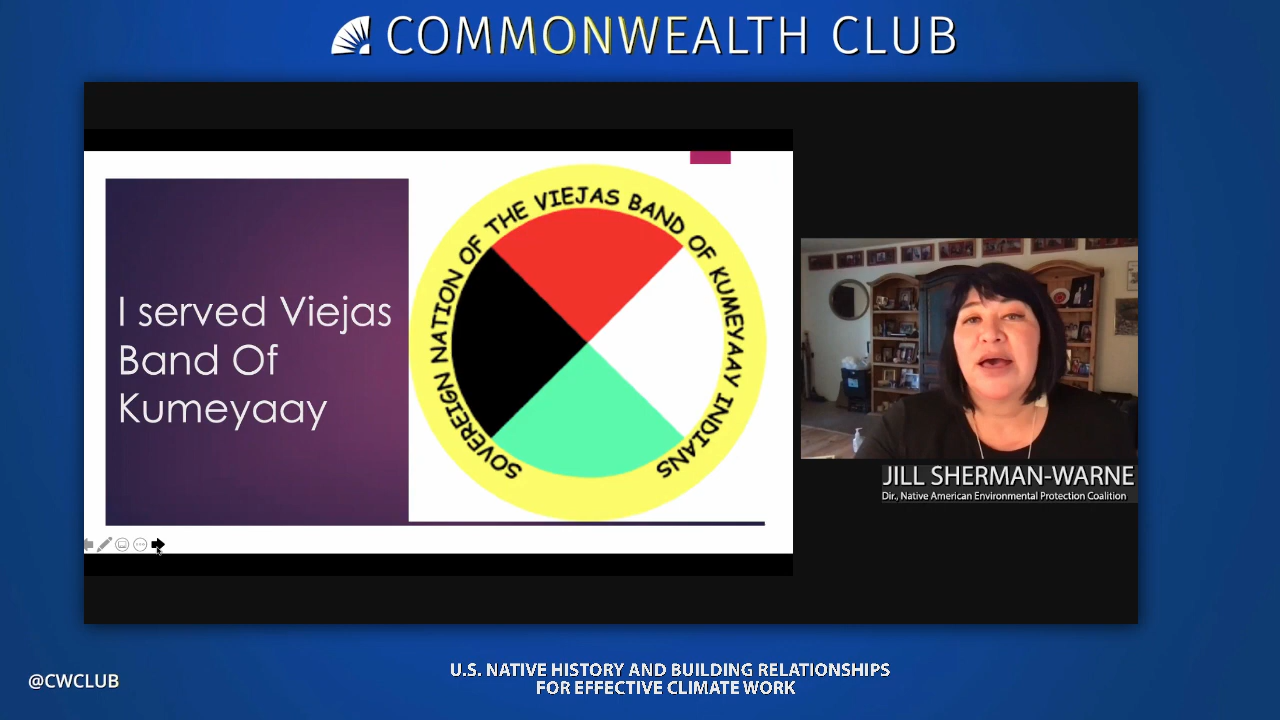 COMMONWEALTH CLUB
I served Viejas
Band Of
Kumeyaay
SOVEREIGN NATION OF THE VIEJAS BAND OF KUMEYAAY INDIANS
JILL SHERMAN-WARNE
Dir., Native American Environmental Protection Coalition
@CWCLUB
U.S. NATIVE HISTORY AND BUILDING RELATIONSHIPS
FOR EFFECTIVE CLIMATE WORK